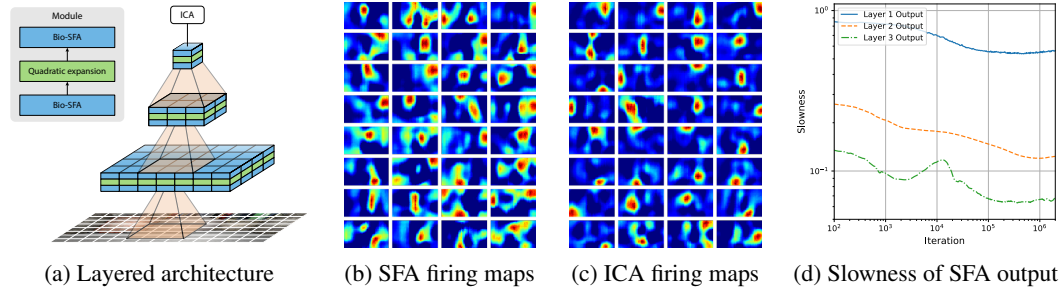 Module
Bio-SFA
Quadratic expansion
Bio-SFA
ICA
(a) Layered architecture
(b) SFA firing maps
(c) ICA firing maps
10⁰
10⁻¹
Slowness
Layer 1 Output
Layer 2 Output
Layer 3 Output
10² 10³ 10⁴ 10⁵ 10⁶
Iteration
(d) Slowness of SFA output